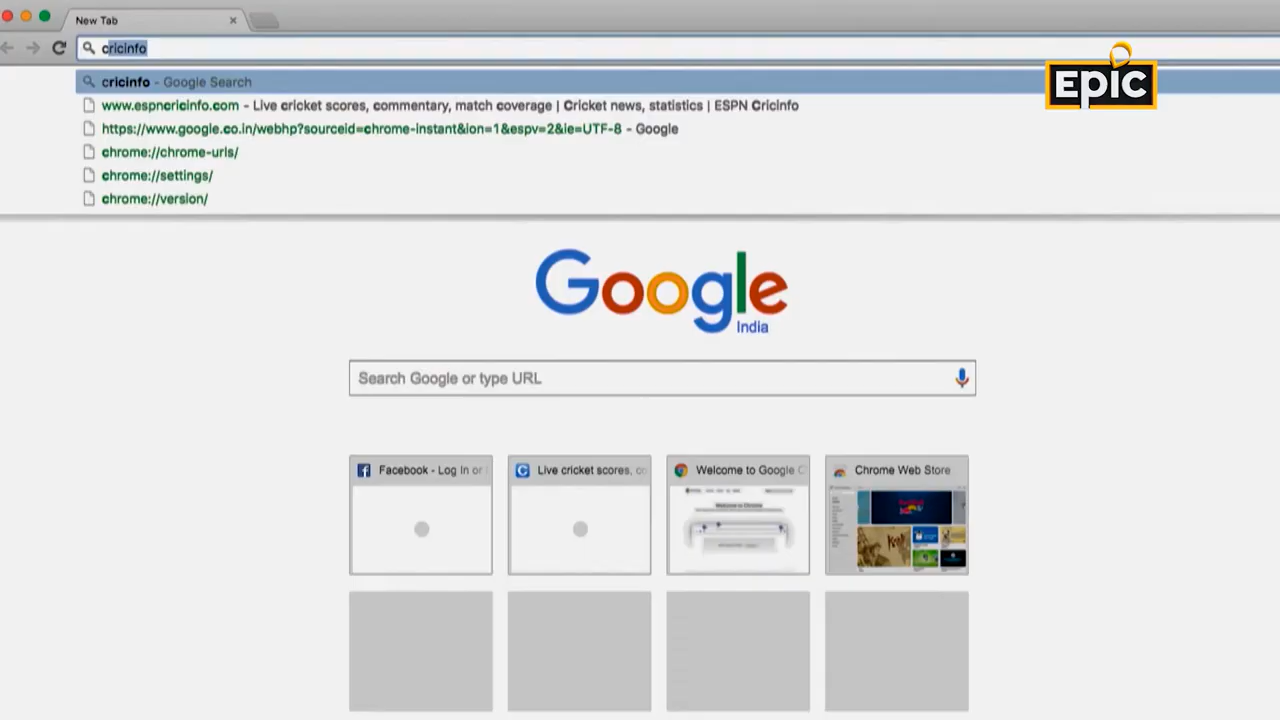 New Tab
cricinfo
cricinfo - Google Search
www.espncricinfo.com - Live cricket scores, commentary, match coverage | Cricket news, statistics | ESPN Cricinfo
https://www.google.co.in/webhp?sourceid=chrome-instant&ion=1&espv=2&ie=UTF-8 - Google
chrome://chrome-urls/
chrome://settings/
chrome://version/
EPIC
Google
India
Search Google or type URL
Facebook - Log In or
Live cricket scores, co
Welcome to Google C
Chrome Web Store